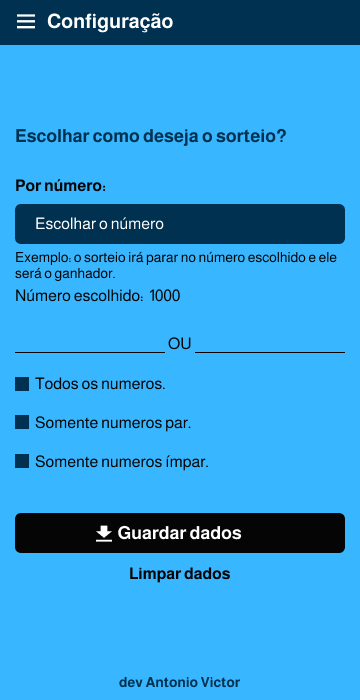 Configuração
Escolhar como deseja o sorteio?
Por número:
Escolhar o número
Exemplo: o sorteio irá parar no número escolhido e ele
será o ganhador.
Número escolhido: 1000
OU
Todos os numeros.
Somente numeros par.
Somente numeros ímpar.
Guardar dados
Limpar dados
dev Antonio Victor